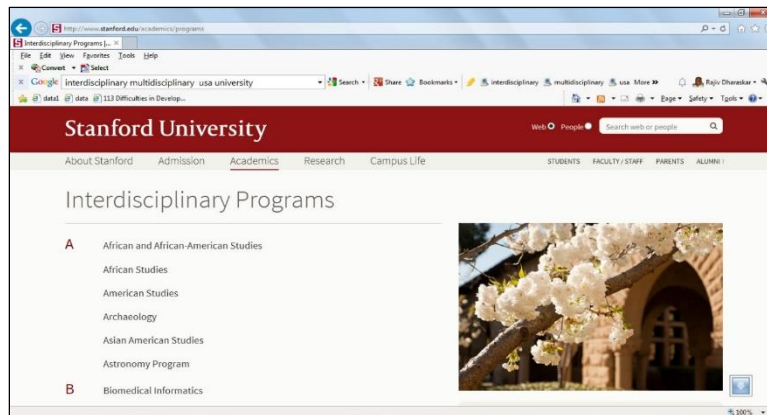 http://www.stanford.edu/academics/programs
Interdisciplinary Programs |...
File Edit View Favorites Tools Help
Convert Select
Google interdisciplinary multidisciplinary usa university Search Share Bookmarks interdisciplinary multidisciplinary usa More Rajiv Dharaskar
data1 data 113 Difficulties in Develop... Page Safety Tools
Stanford University Web People Search web or people
About Stanford Admission Academics Research Campus Life STUDENTS FACULTY / STAFF PARENTS ALUMNI
Interdisciplinary Programs
A African and African-American Studies
African Studies
American Studies
Archaeology
Asian American Studies
Astronomy Program
B Biomedical Informatics
100%